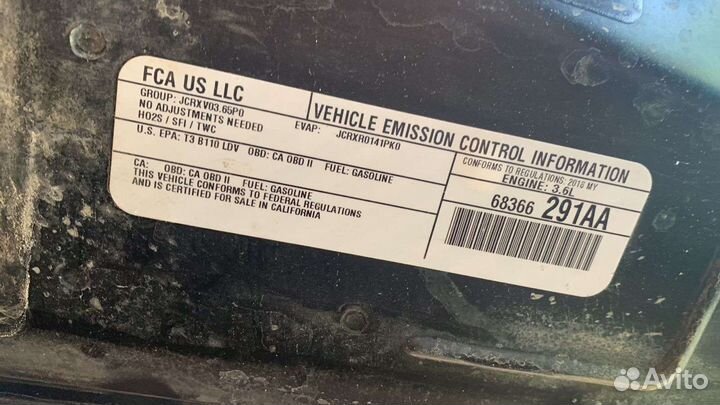 FCA US LLC
VEHICLE EMISSION CONTROL INFORMATION
GROUP: JCRXV03.65P0
EVAP: JCRXR0141PK0
NO ADJUSTMENTS NEEDED
HO2S / SFI / TWC
CONFORMS TO REGULATIONS: 2018 MY
U.S. EPA: T3 B110 LDV OBD: CA OBD II FUEL: GASOLINE
ENGINE: 3.6L
CA: OBD: CA OBD II FUEL: GASOLINE
THIS VEHICLE CONFORMS TO FEDERAL REGULATIONS
AND IS CERTIFIED FOR SALE IN CALIFORNIA
68366 291AA
Avito